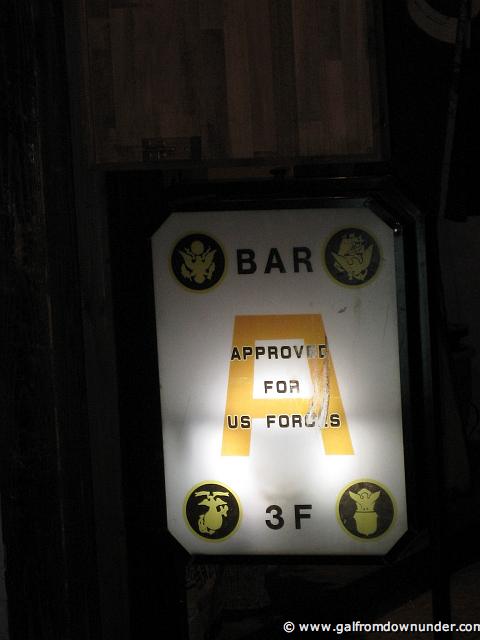 BAR
A
APPROVED
FOR
US FORCES
3F
© www.galfromdownunder.com